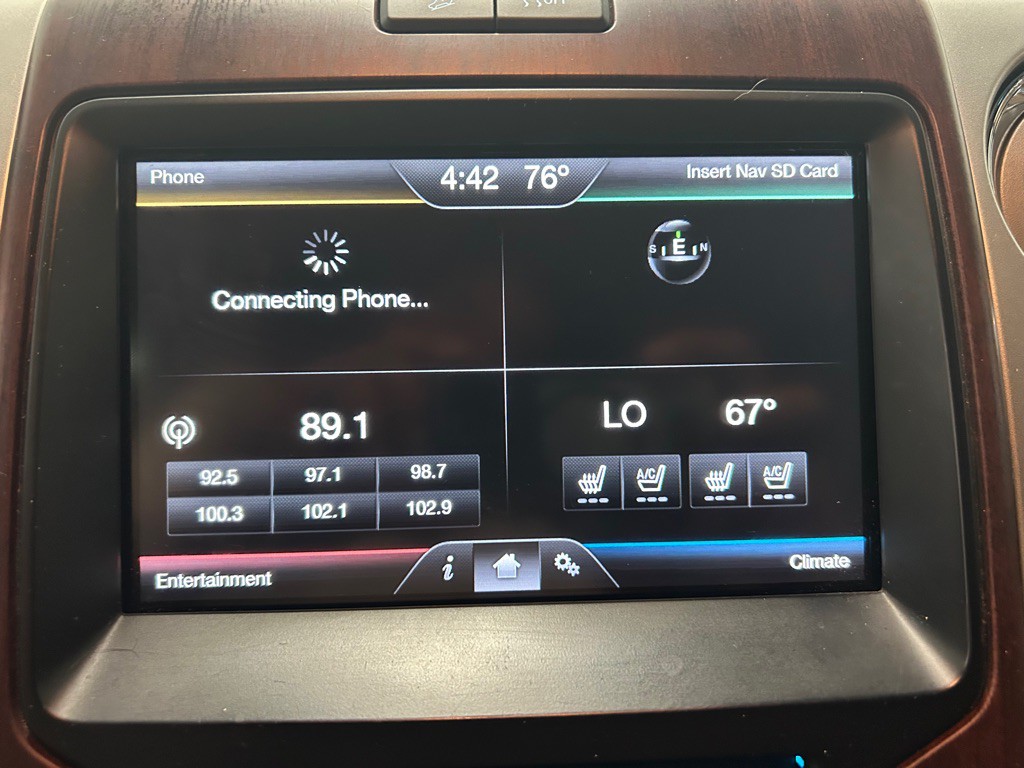 Phone
4:42 76°
Insert Nav SD Card
S E N
Connecting Phone...
89.1
LO 67°
92.5 97.1 98.7
100.3 102.1 102.9
A/C A/C
i
Entertainment
Climate